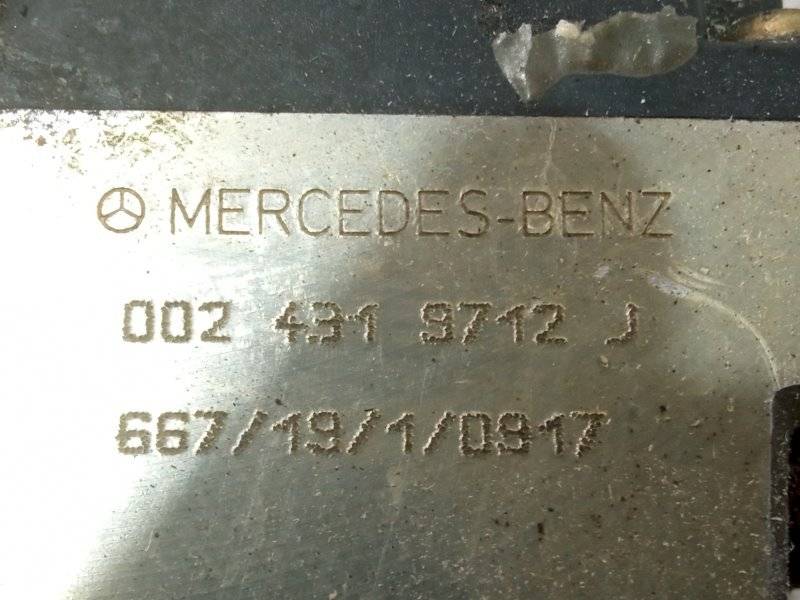 MERCEDES-BENZ
002 431 9712 J
667/19/1/0917